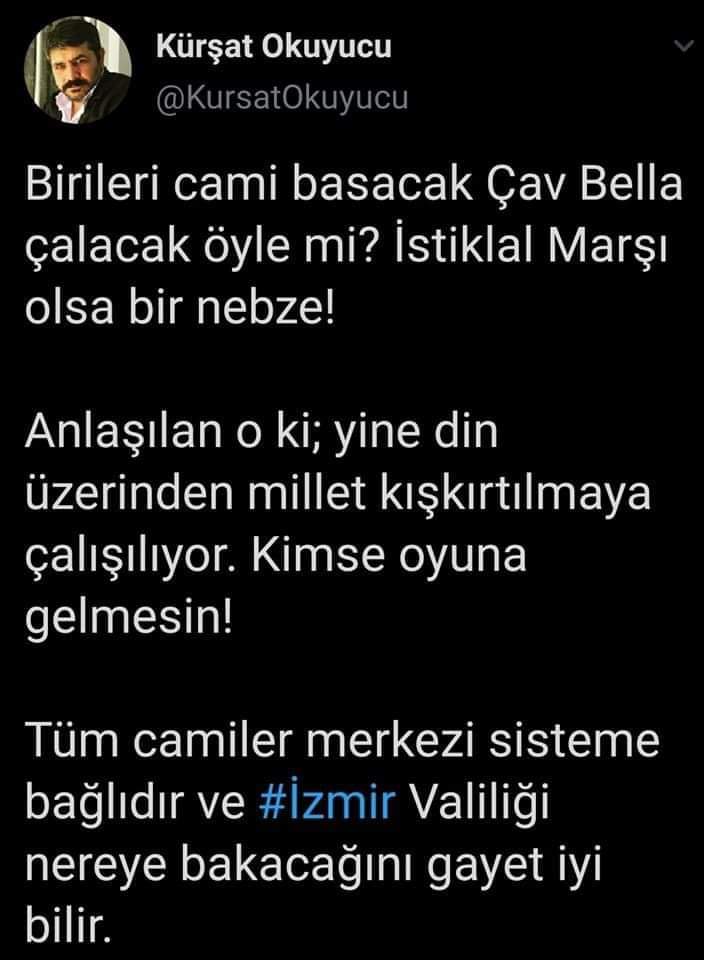 Kürşat Okuyucu
@KursatOkuyucu
Birileri cami basacak Çav Bella
çalacak öyle mi? İstiklal Marşı
olsa bir nebze!
Anlaşılan o ki; yine din
üzerinden millet kışkırtılmaya
çalışılıyor. Kimse oyuna
gelmesin!
Tüm camiler merkezi sisteme
bağlıdır ve #İzmir Valiliği
nereye bakacağını gayet iyi
bilir.